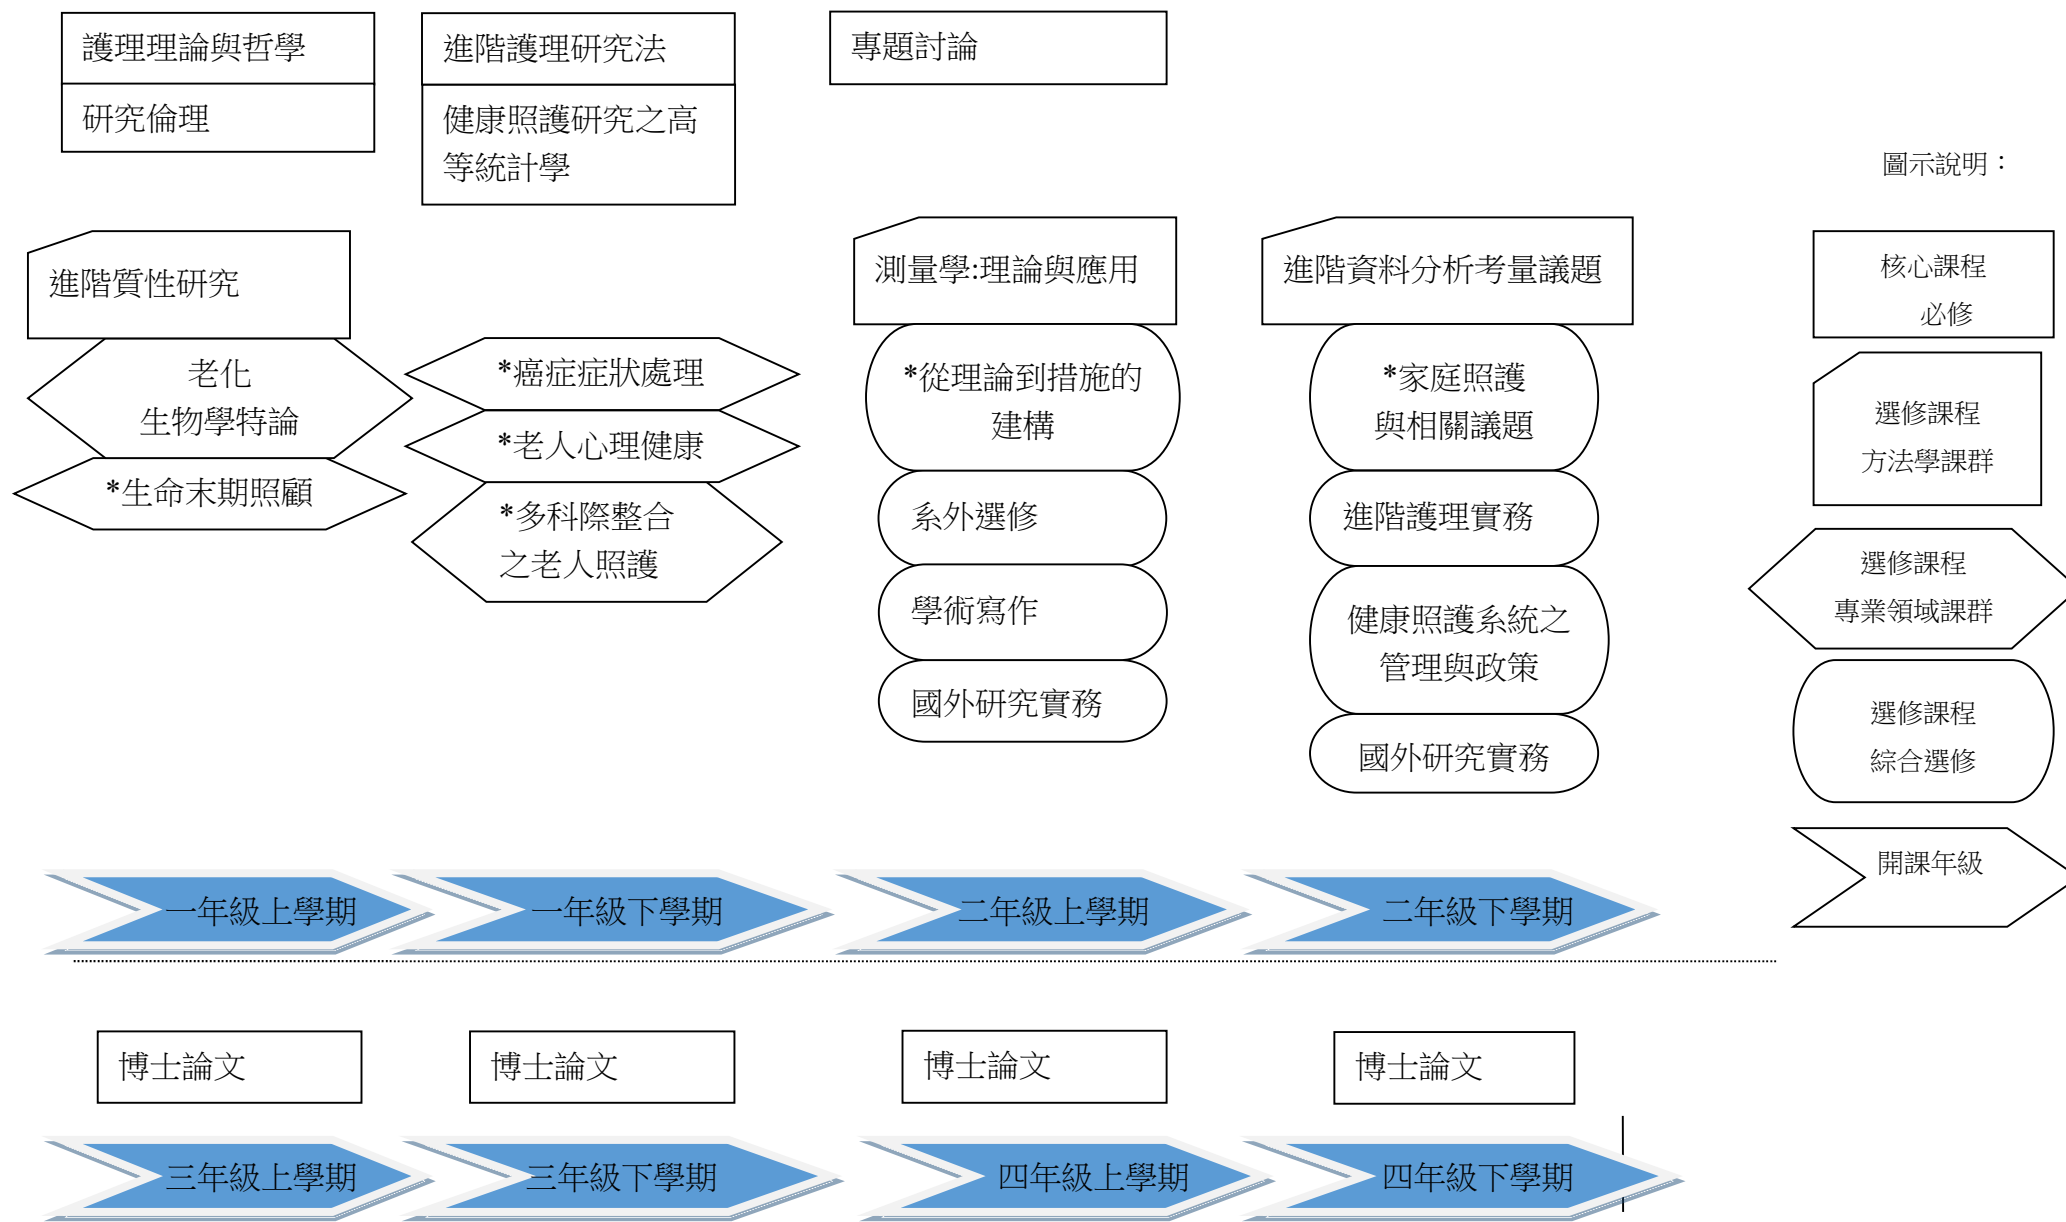 護理理論與哲學
研究倫理
進階護理研究法
健康照護研究之高
等統計學
專題討論
圖示說明：
進階質性研究
老化
生物學特論
*生命末期照顧
*癌症症狀處理
*老人心理健康
*多科際整合
之老人照護
測量學:理論與應用
*從理論到措施的
建構
系外選修
學術寫作
國外研究實務
進階資料分析考量議題
*家庭照護
與相關議題
進階護理實務
健康照護系統之
管理與政策
國外研究實務
核心課程
必修
選修課程
方法學課群
選修課程
專業領域課群
選修課程
綜合選修
開課年級
一年級上學期
一年級下學期
二年級上學期
二年級下學期
博士論文
博士論文
博士論文
博士論文
三年級上學期
三年級下學期
四年級上學期
四年級下學期